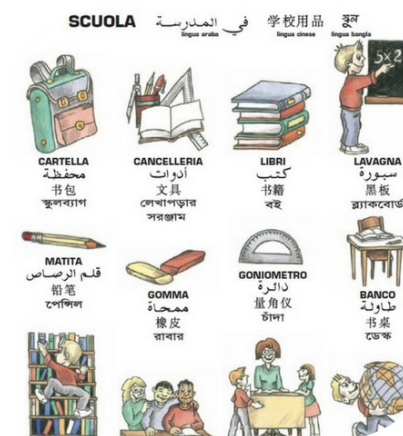 SCUOLA في المدرسة 学校用品 স্কুল
lingua araba lingua cinese lingua bangla
5x2
CARTELLA
محفظة
书包
স্কুলব্যাগ
CANCELLERIA
أدوات
文具
লেখাপড়ার
সরঞ্জাম
LIBRI
كتب
书籍
বই
LAVAGNA
سبورة
黑板
ব্ল্যাকবোর্ড
MATITA
قلم الرصاص
铅笔
পেন্সিল
GOMMA
ممحاة
橡皮
রাবার
GONIOMETRO
دائرة
量角仪
চাঁদা
BANCO
طاولة
书桌
ডেস্ক